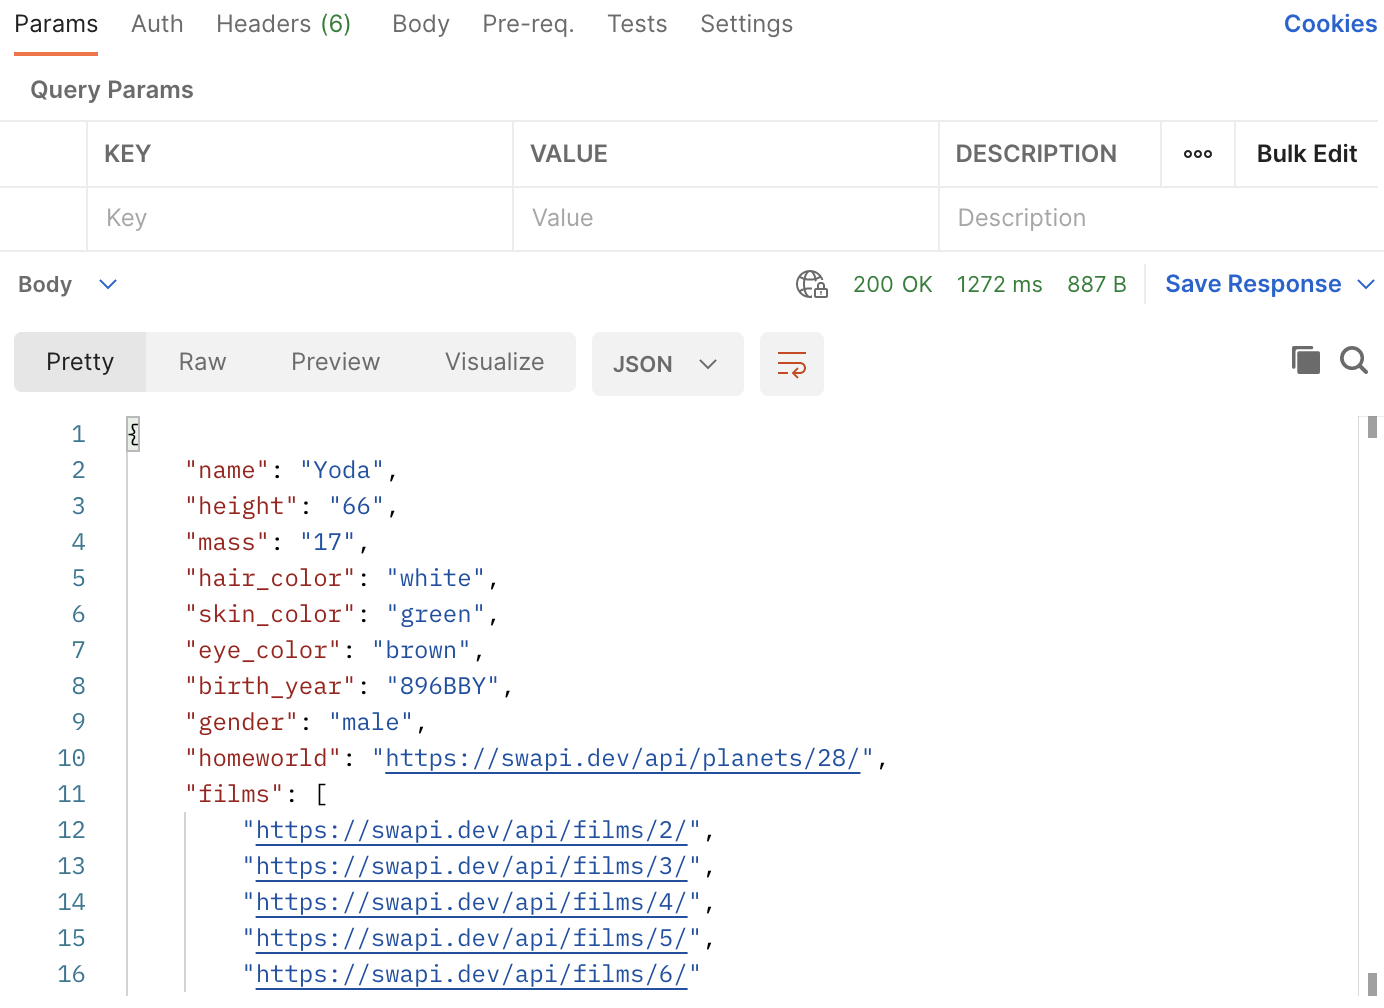 Params Auth Headers (6) Body Pre-req. Tests Settings Cookies
Query Params
KEY VALUE DESCRIPTION ooo Bulk Edit
Key Value Description
Body 200 OK 1272 ms 887 B Save Response
Pretty Raw Preview Visualize JSON
1 {
2 "name": "Yoda",
3 "height": "66",
4 "mass": "17",
5 "hair_color": "white",
6 "skin_color": "green",
7 "eye_color": "brown",
8 "birth_year": "896BBY",
9 "gender": "male",
10 "homeworld": "https://swapi.dev/api/planets/28/",
11 "films": [
12 "https://swapi.dev/api/films/2/",
13 "https://swapi.dev/api/films/3/",
14 "https://swapi.dev/api/films/4/",
15 "https://swapi.dev/api/films/5/",
16 "https://swapi.dev/api/films/6/"